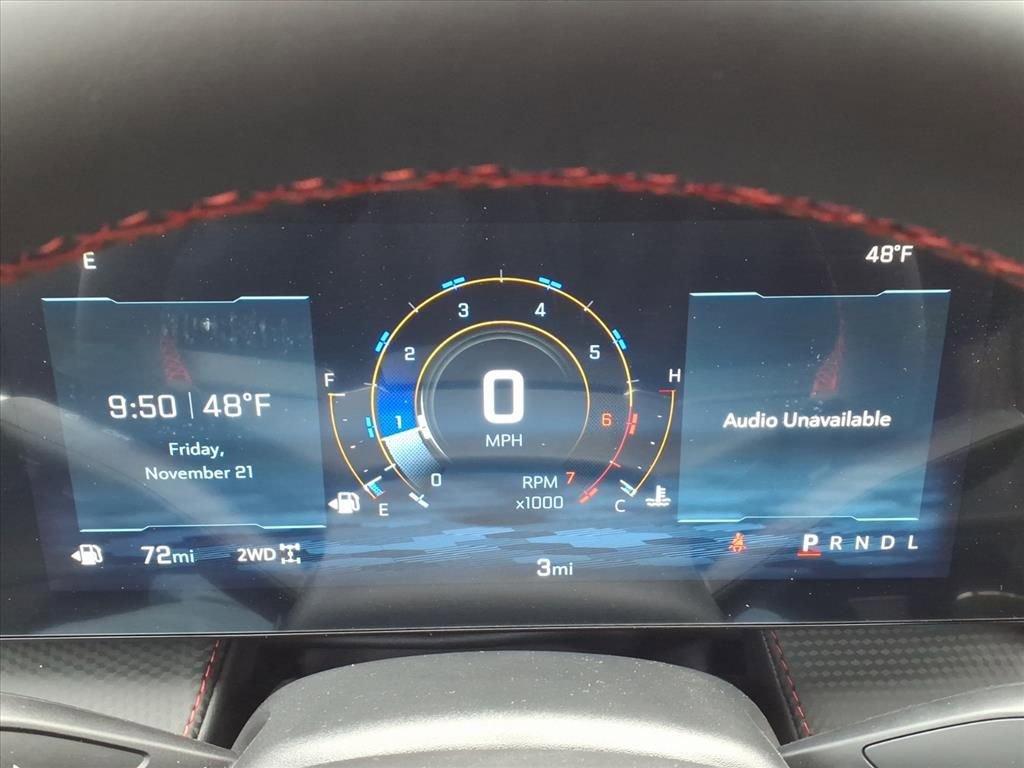 E
48°F
9:50 | 48°F
Friday,
November 21
F
E
0
1
2
3
4
5
6
7
0
MPH
RPM
x1000
H
C
Audio Unavailable
72mi
2WD
3mi
P R N D L